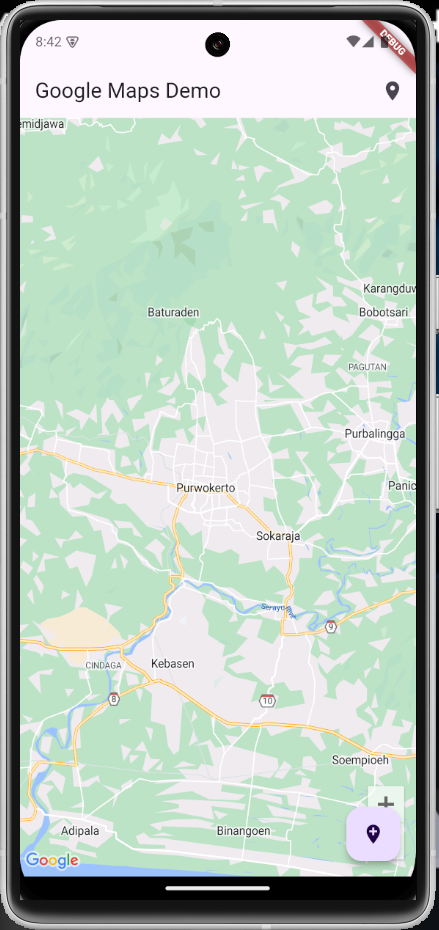 8:42
DEBUG
Google Maps Demo
emidjawa
Karangduw
Baturaden
Bobotsari
PAGUTAN
Purbalingga
Panic
Purwokerto
Sokaraja
Serayu
9
CINDAGA
Kebasen
8
10
Soempioeh
+
Adipala
Binangoen
Google